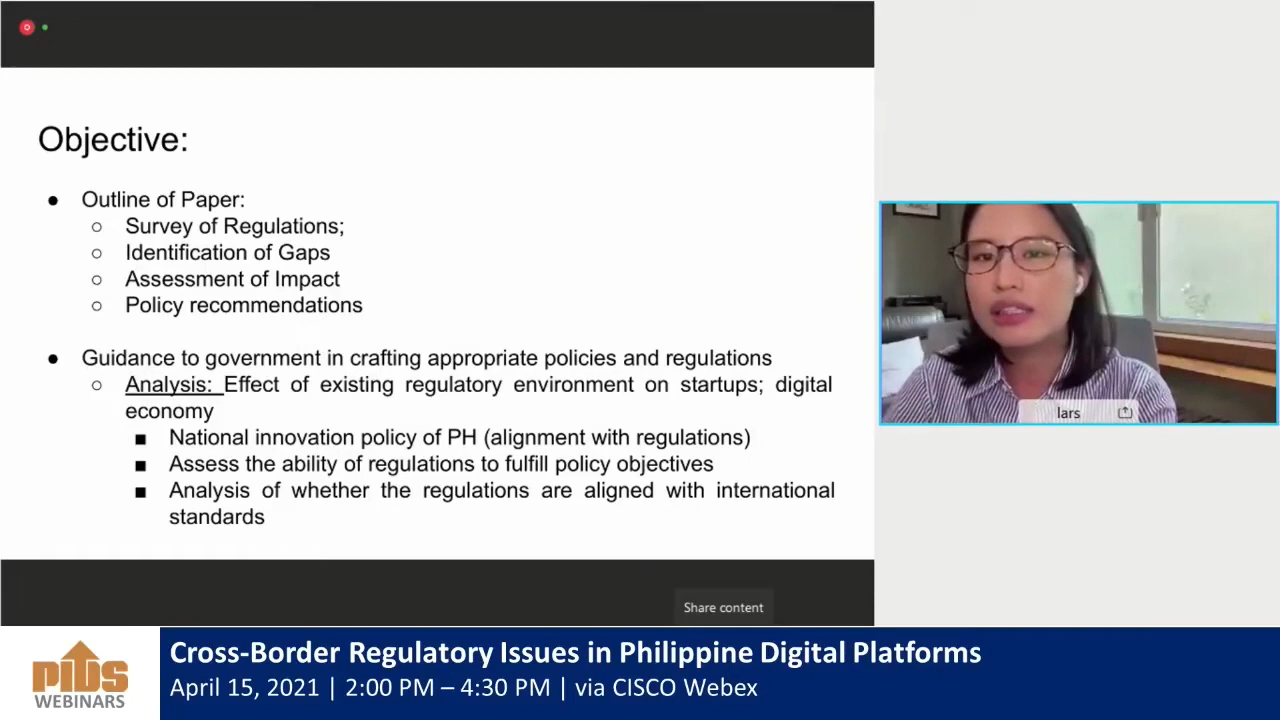 Objective:
● Outline of Paper:
○ Survey of Regulations;
○ Identification of Gaps
○ Assessment of Impact
○ Policy recommendations
● Guidance to government in crafting appropriate policies and regulations
○ Analysis: Effect of existing regulatory environment on startups; digital
economy
■ National innovation policy of PH (alignment with regulations)
■ Assess the ability of regulations to fulfill policy objectives
■ Analysis of whether the regulations are aligned with international
standards
lars
Share content
PIDS
WEBINARS
Cross-Border Regulatory Issues in Philippine Digital Platforms
April 15, 2021 | 2:00 PM – 4:30 PM | via CISCO Webex